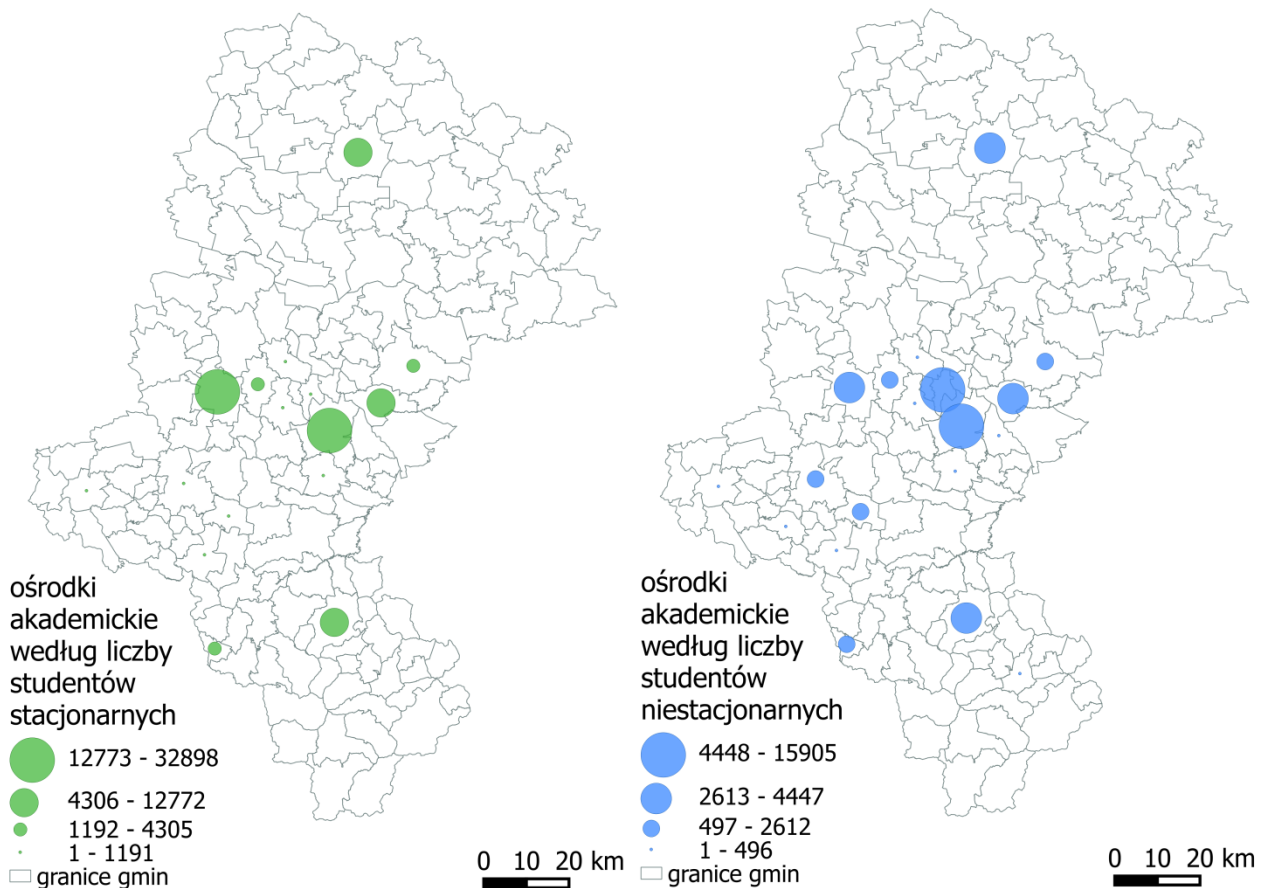 ośrodki
akademickie
według liczby
studentów
stacjonarnych
12773 - 32898
4306 - 12772
1192 - 4305
1 - 1191
granice gmin
0 10 20 km
ośrodki
akademickie
według liczby
studentów
niestacjonarnych
4448 - 15905
2613 - 4447
497 - 2612
1 - 496
granice gmin
0 10 20 km